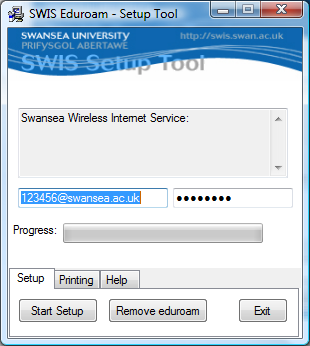 SWIS Eduroam - Setup Tool
SWANSEA UNIVERSITY http://swis.swan.ac.uk
PRIFYSGOL ABERTAWE
SWIS Setup Tool
Swansea Wireless Internet Service:
123456@swansea.ac.uk ●●●●●●●●
Progress:
Setup Printing Help
Start Setup Remove eduroam Exit